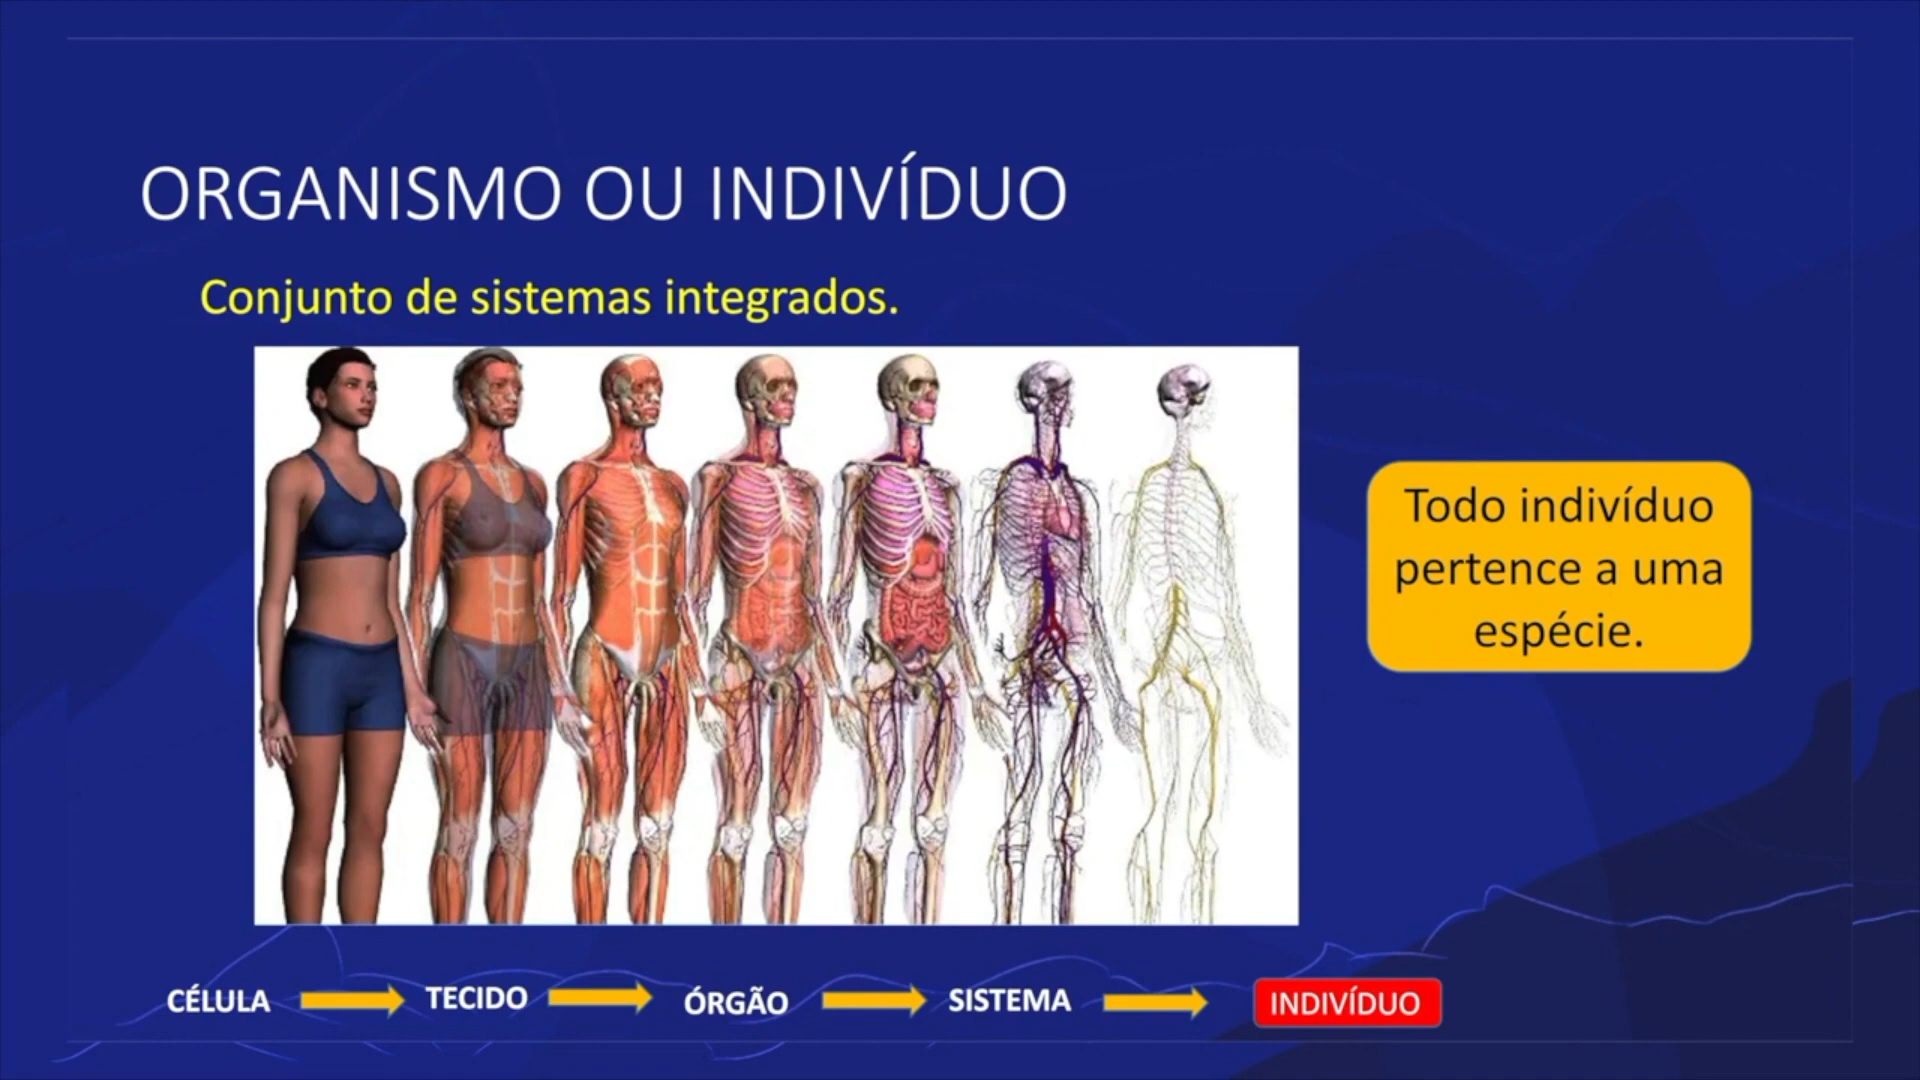 ORGANISMO OU INDIVÍDUO
Conjunto de sistemas integrados.
Todo indivíduo
pertence a uma
espécie.
CÉLULA TECIDO ÓRGÃO SISTEMA INDIVÍDUO